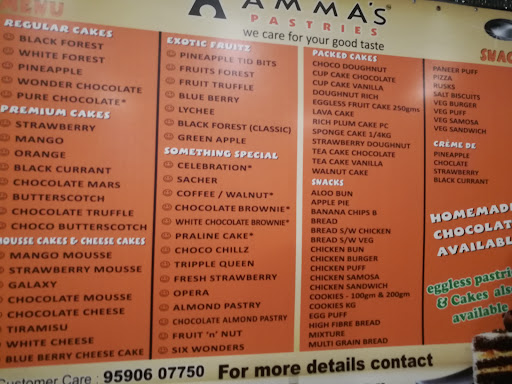 MENU
AMMA'S
PASTRIES
we care for your good taste
REGULAR CAKES
BLACK FOREST
WHITE FOREST
PINEAPPLE
WONDER CHOCOLATE
PURE CHOCOLATE*
PREMIUM CAKES
STRAWBERRY
MANGO
ORANGE
BLACK CURRANT
CHOCOLATE MARS
BUTTERSCOTCH
CHOCOLATE TRUFFLE
CHOCO BUTTERSCOTCH
MOUSSE CAKES & CHEESE CAKES
MANGO MOUSSE
STRAWBERRY MOUSSE
GALAXY
CHOCOLATE MOUSSE
CHOCOLATE CHEESE
TIRAMISU
WHITE CHEESE
BLUE BERRY CHEESE CAKE
EXOTIC FRUITZ
PINEAPPLE TID BITS
FRUITS FOREST
FRUIT TRUFFLE
BLUE BERRY
LYCHEE
BLACK FOREST (CLASSIC)
GREEN APPLE
SOMETHING SPECIAL
CELEBRATION*
SACHER
COFFEE / WALNUT*
CHOCOLATE BROWNIE*
WHITE CHOCOLATE BROWNIE*
PRALINE CAKE*
CHOCO CHILLZ
TRIPPLE QUEEN
FRESH STRAWBERRY
OPERA
ALMOND PASTRY
CHOCOLATE ALMOND PASTRY
FRUIT 'n' NUT
SIX WONDERS
PACKED CAKES
CHOCO DOUGHNUT
CUP CAKE CHOCOLATE
CUP CAKE VANILLA
DOUGHNUT RICH
EGGLESS FRUIT CAKE 250gms
LAVA CAKE
RICH PLUM CAKE PC
SPONGE CAKE 1/4KG
STRAWBERRY DOUGHNUT
TEA CAKE CHOCOLATE
TEA CAKE VANILLA
WALNUT CAKE
SNACKS
ALOO BUN
APPLE PIE
BANANA CHIPS B
BREAD
BREAD S/W CHICKEN
BREAD S/W VEG
CHICKEN BUN
CHICKEN BURGER
CHICKEN PUFF
CHICKEN SAMOSA
CHICKEN SANDWICH
COOKIES - 100gm & 200gm
COOKIES KG
EGG PUFF
HIGH FIBRE BREAD
MIXTURE
MULTI GRAIN BREAD
SNAC
PANEER PUFF
PIZZA
RUSKS
SALT BISCUITS
VEG BURGER
VEG PUFF
VEG SAMOSA
VEG SANDWICH
CRÈME DE
PINEAPPLE
CHOCLATE
STRAWBERRY
BLACK CURRANT
HOMEMADE
CHOCOLAT
AVAILABL
eggless pastri
& Cakes also
available
Customer Care : 95906 07750
For more details contact